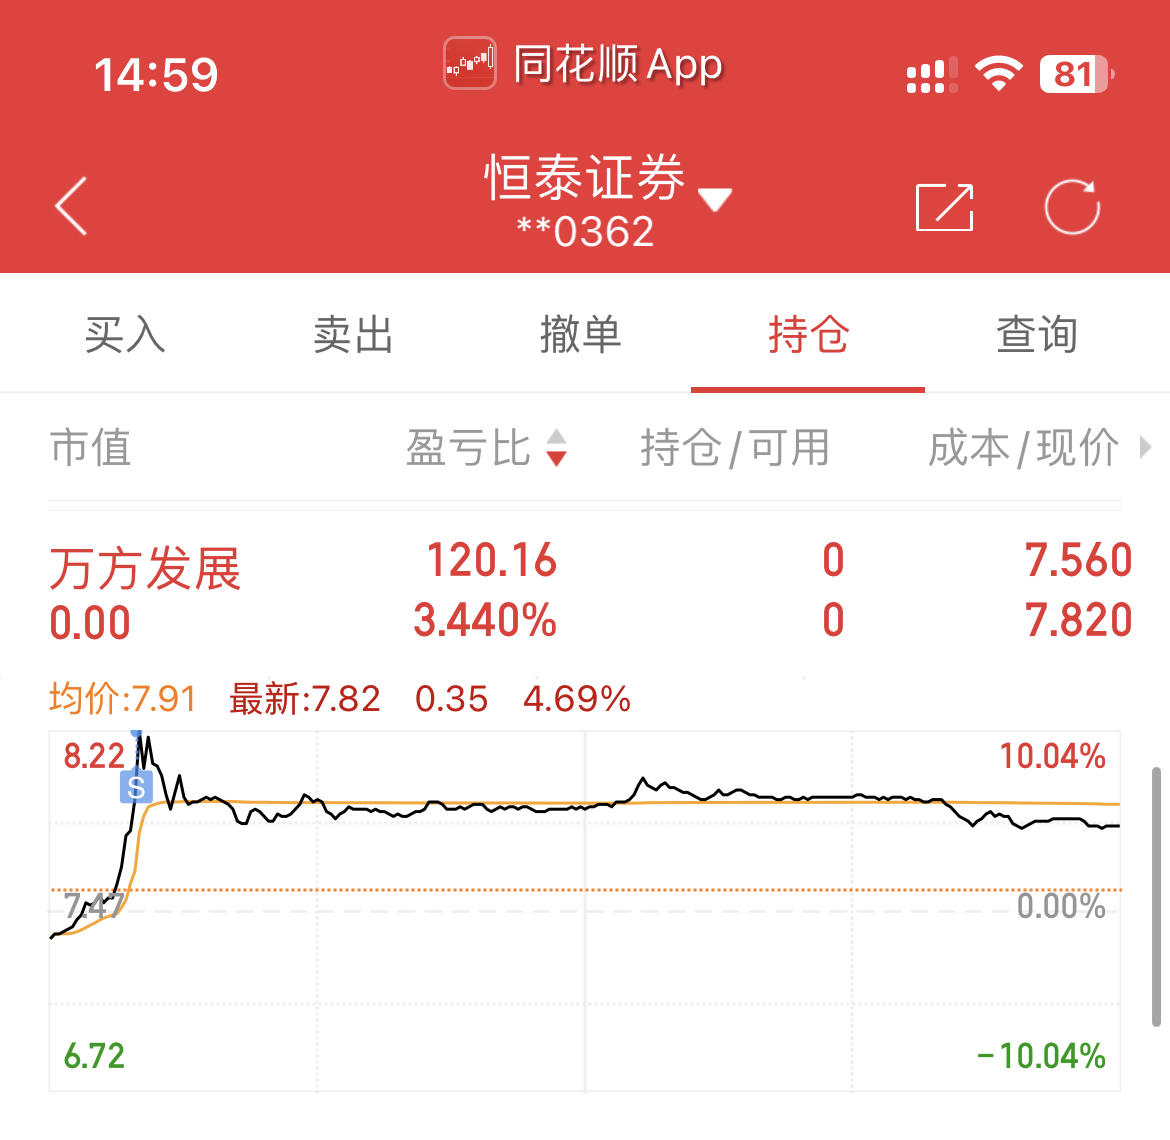 14:59 同花顺App 81
恒泰证券
**0362
买入 卖出 撤单 持仓 查询
市值 盈亏比 持仓/可用 成本/现价
万方发展 120.16 0 7.560
0.00 3.440% 0 7.820
均价:7.91 最新:7.82 0.35 4.69%
8.22 10.04%
S
7.47 0.00%
6.72 -10.04%